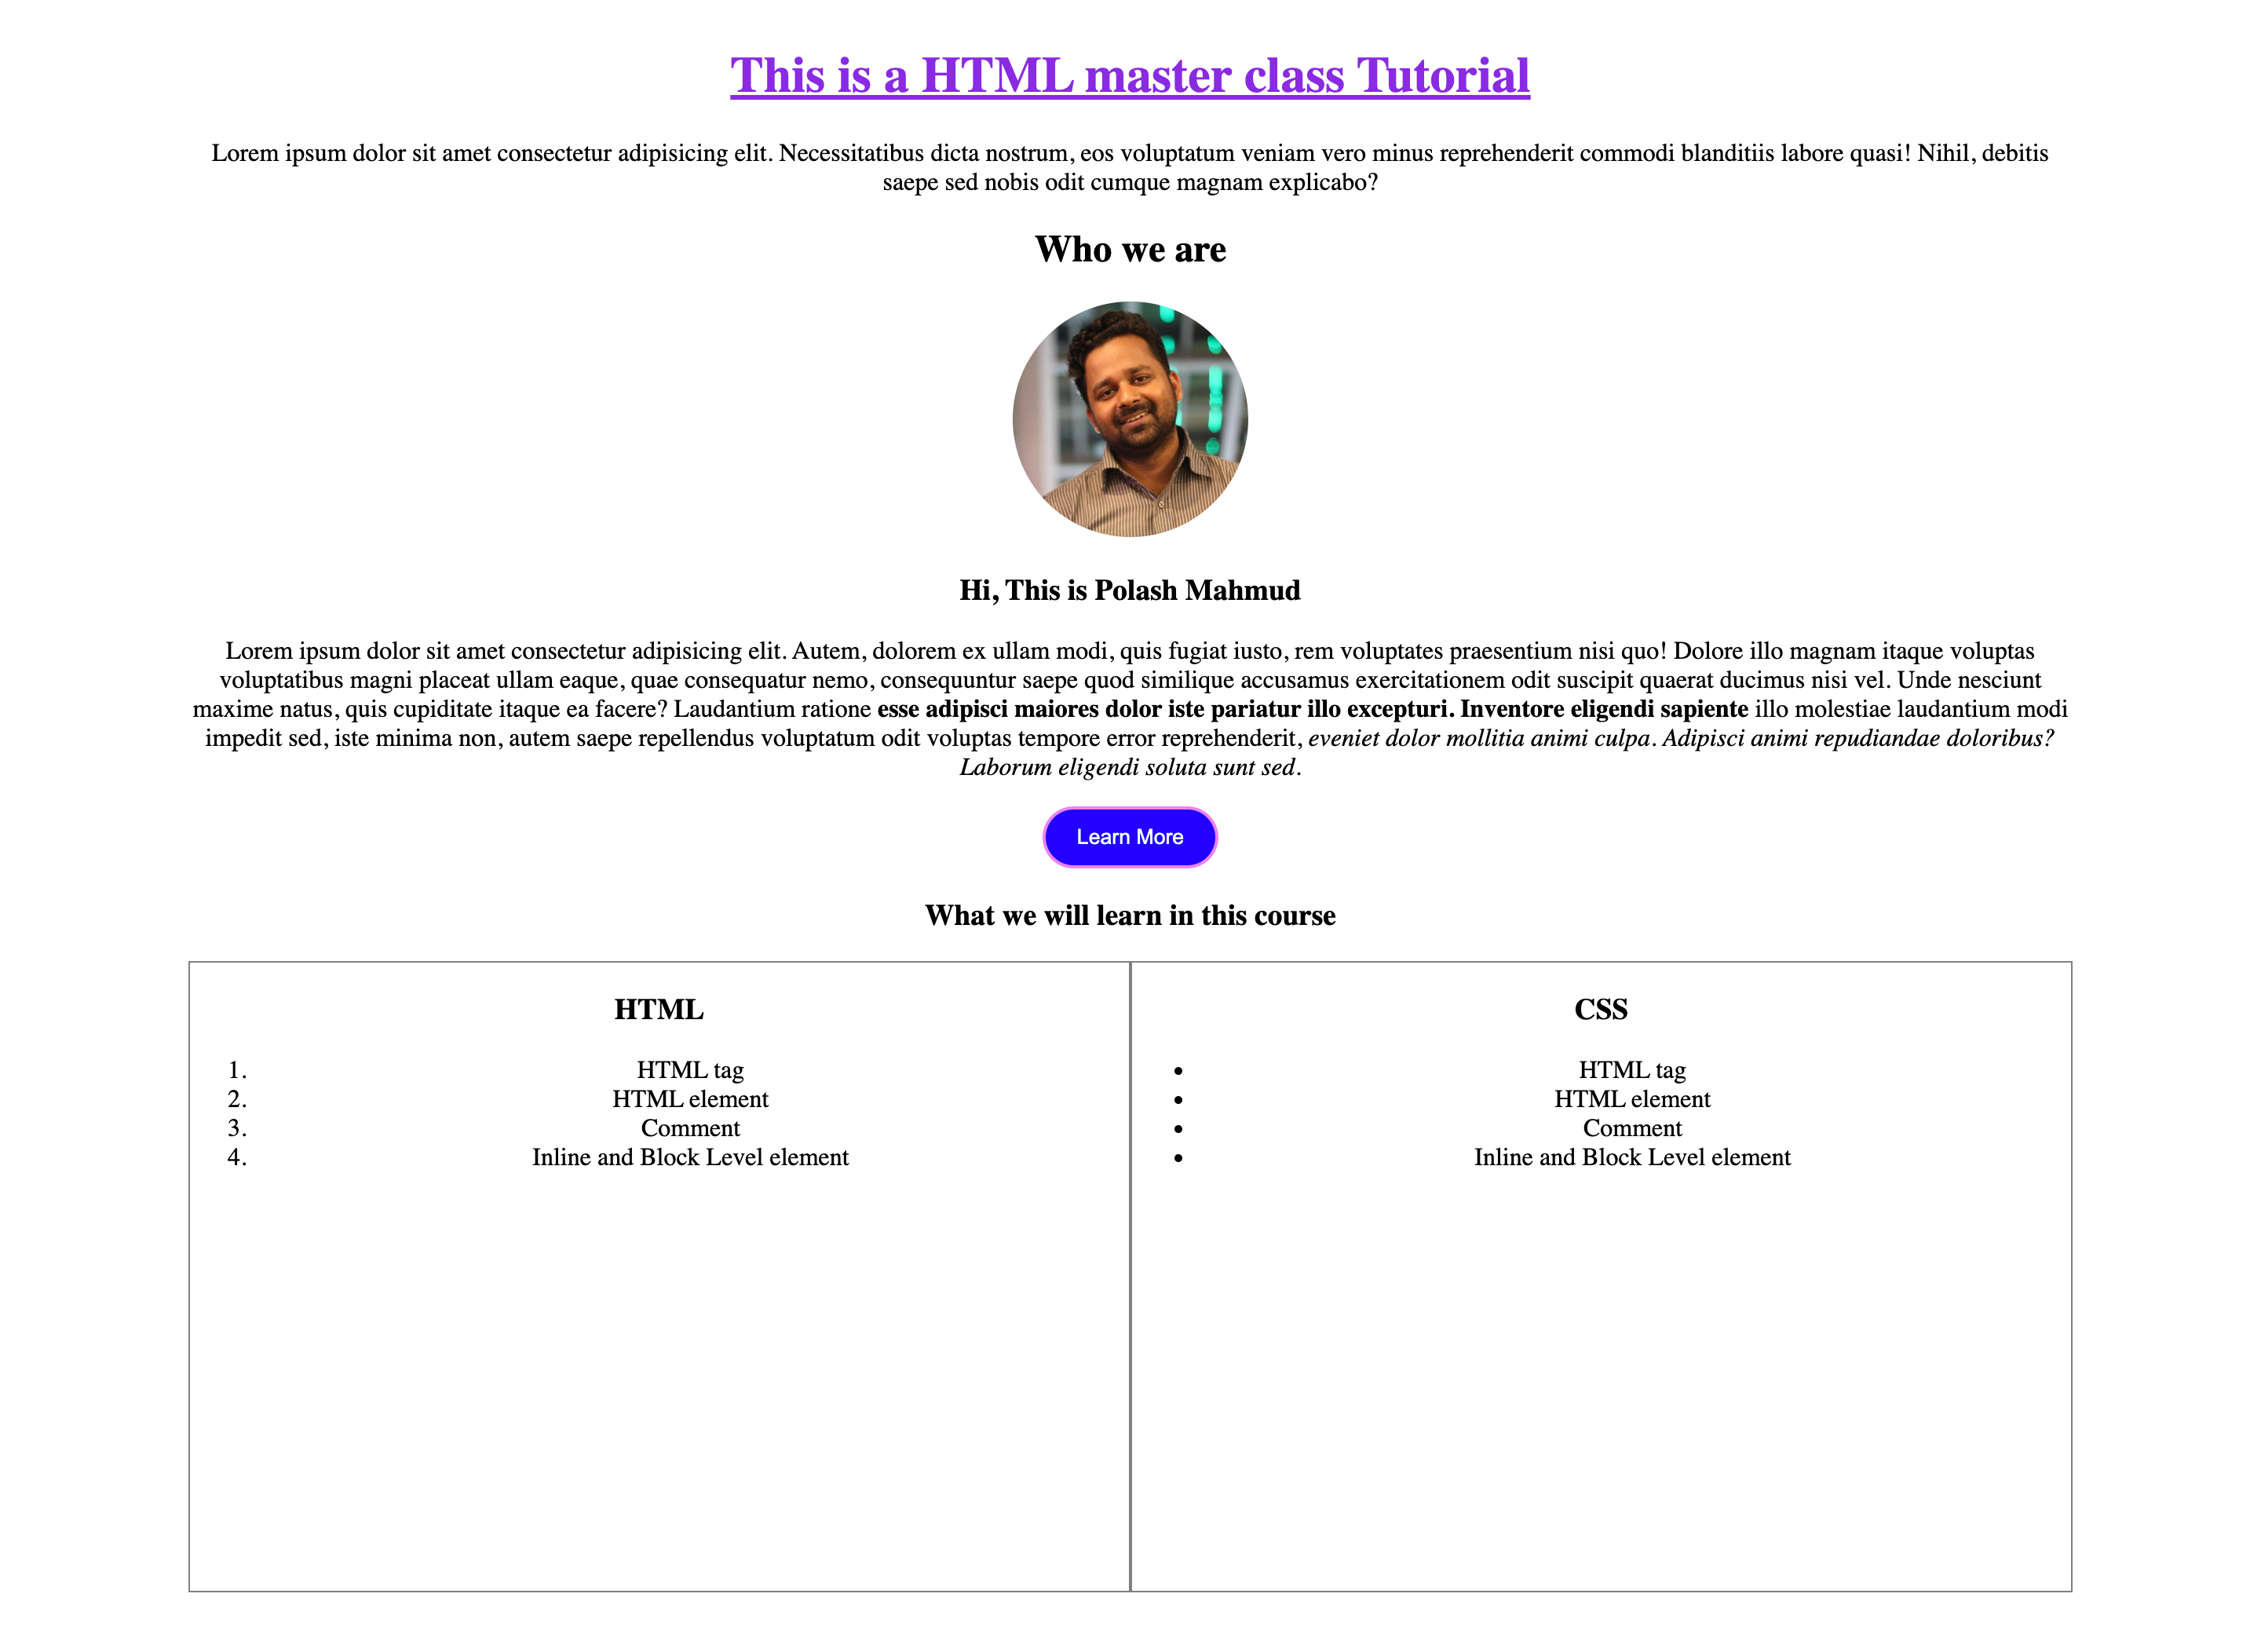 This is a HTML master class Tutorial
Lorem ipsum dolor sit amet consectetur adipisicing elit. Necessitatibus dicta nostrum, eos voluptatum veniam vero minus reprehenderit commodi blanditiis labore quasi! Nihil, debitis
saepe sed nobis odit cumque magnam explicabo?
Who we are
Hi, This is Polash Mahmud
Lorem ipsum dolor sit amet consectetur adipisicing elit. Autem, dolorem ex ullam modi, quis fugiat iusto, rem voluptates praesentium nisi quo! Dolore illo magnam itaque voluptas
voluptatibus magni placeat ullam eaque, quae consequatur nemo, consequuntur saepe quod similique accusamus exercitationem odit suscipit quaerat ducimus nisi vel. Unde nesciunt
maxime natus, quis cupiditate itaque ea facere? Laudantium ratione esse adipisci maiores dolor iste pariatur illo excepturi. Inventore eligendi sapiente illo molestiae laudantium modi
impedit sed, iste minima non, autem saepe repellendus voluptatum odit voluptas tempore error reprehenderit, eveniet dolor mollitia animi culpa. Adipisci animi repudiandae doloribus?
Laborum eligendi soluta sunt sed.
Learn More
What we will learn in this course
HTML
1. HTML tag
2. HTML element
3. Comment
4. Inline and Block Level element
CSS
• HTML tag
• HTML element
• Comment
• Inline and Block Level element